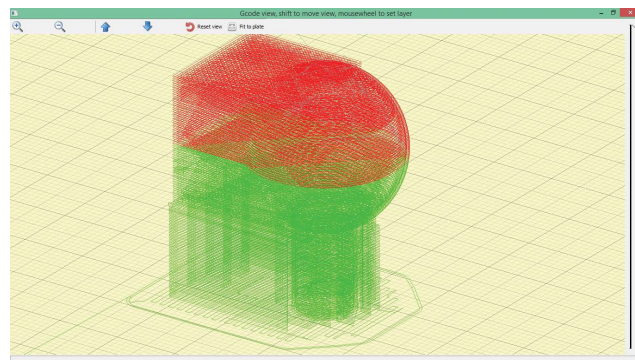 Gcode view, shift to move view, mousewheel to set layer
Reset view Fit to plate